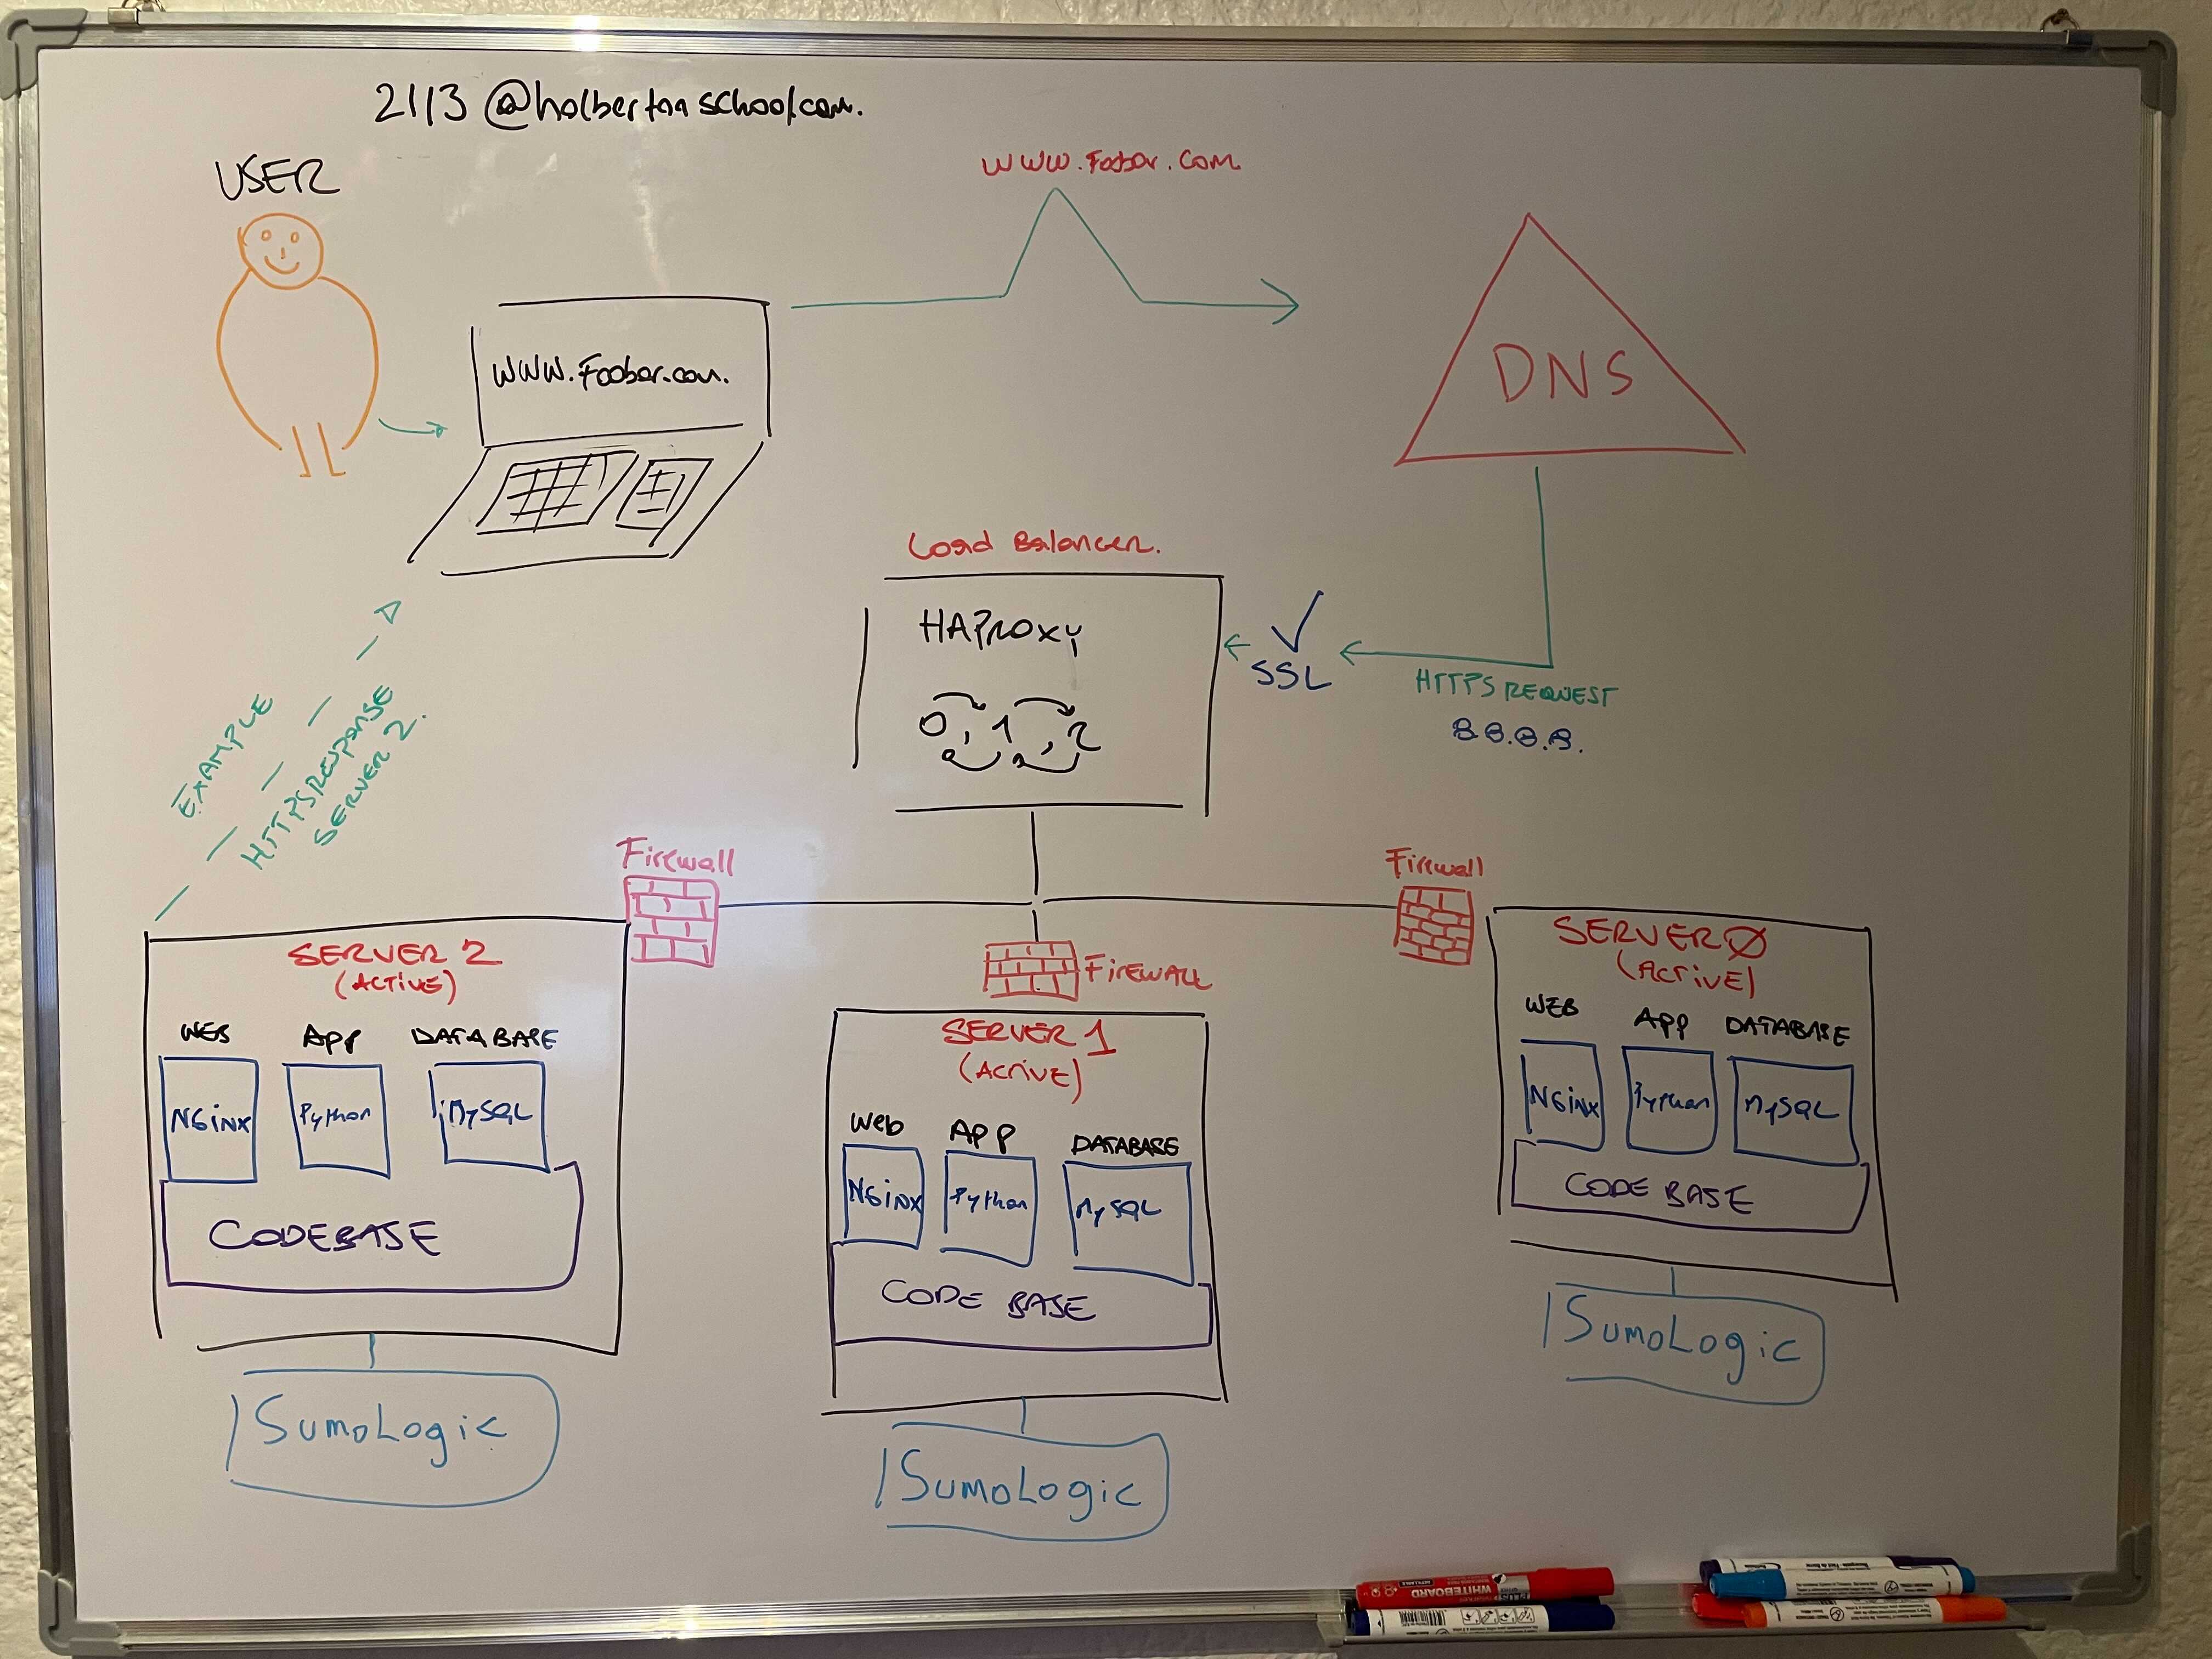 2113 @holbertonschool.com.
USER
www.Foobar.com
www.Foobar.com.
DNS
Load Balancer.
HAProxy
0, 1, 2
SSL
HTTPS REQUEST
8.8.8.8.
EXAMPLE
HTTPS RESPONSE
SERVER 2.
Firewall
Firewall
FIREWALL
SERVER 2
(ACTIVE)
WEB APP DATABASE
NGiNX Python MySQL
CODEBASE
SumoLogic
SERVER 1
(ACTIVE)
Web APP DATABASE
NGiNX Python MySQL
CODE BASE
SumoLogic
SERVER 0
(ACTIVE)
WEB APP DATABASE
NGiNX Python MySQL
CODE BASE
SumoLogic
WHITEBOARD